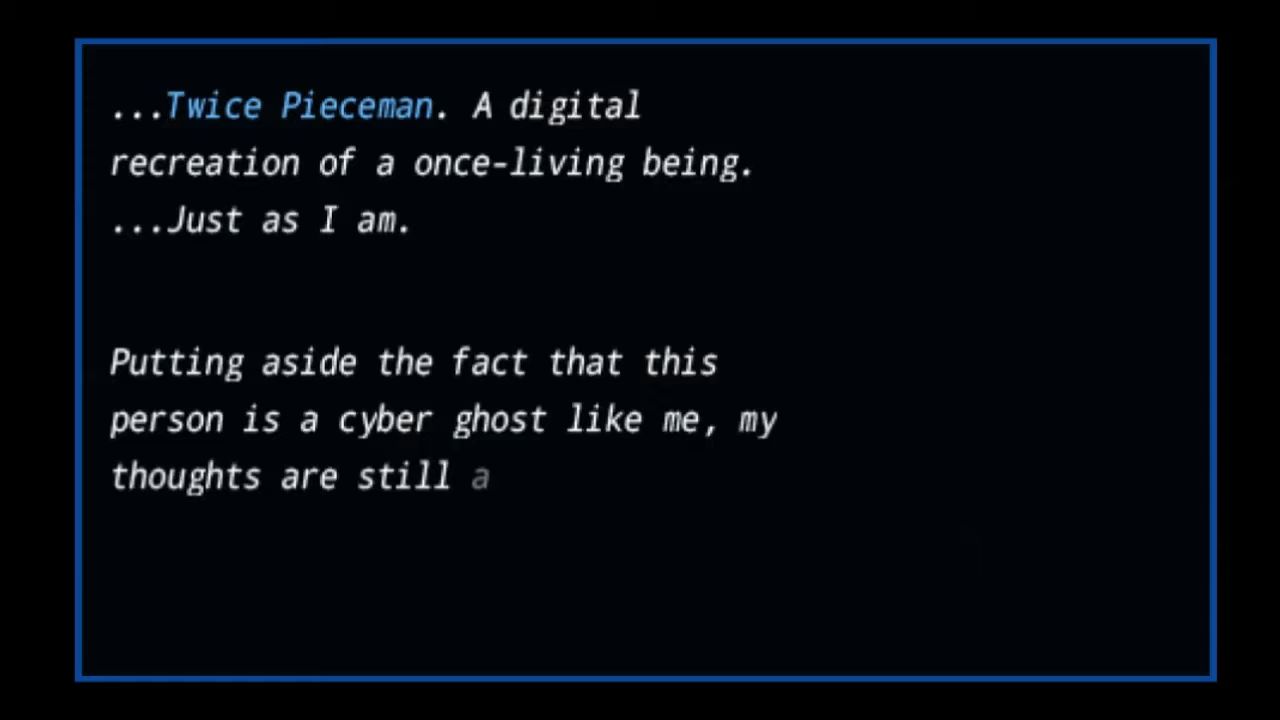 ...Twice Pieceman. A digital
recreation of a once-living being.
...Just as I am.
Putting aside the fact that this
person is a cyber ghost like me, my
thoughts are still a